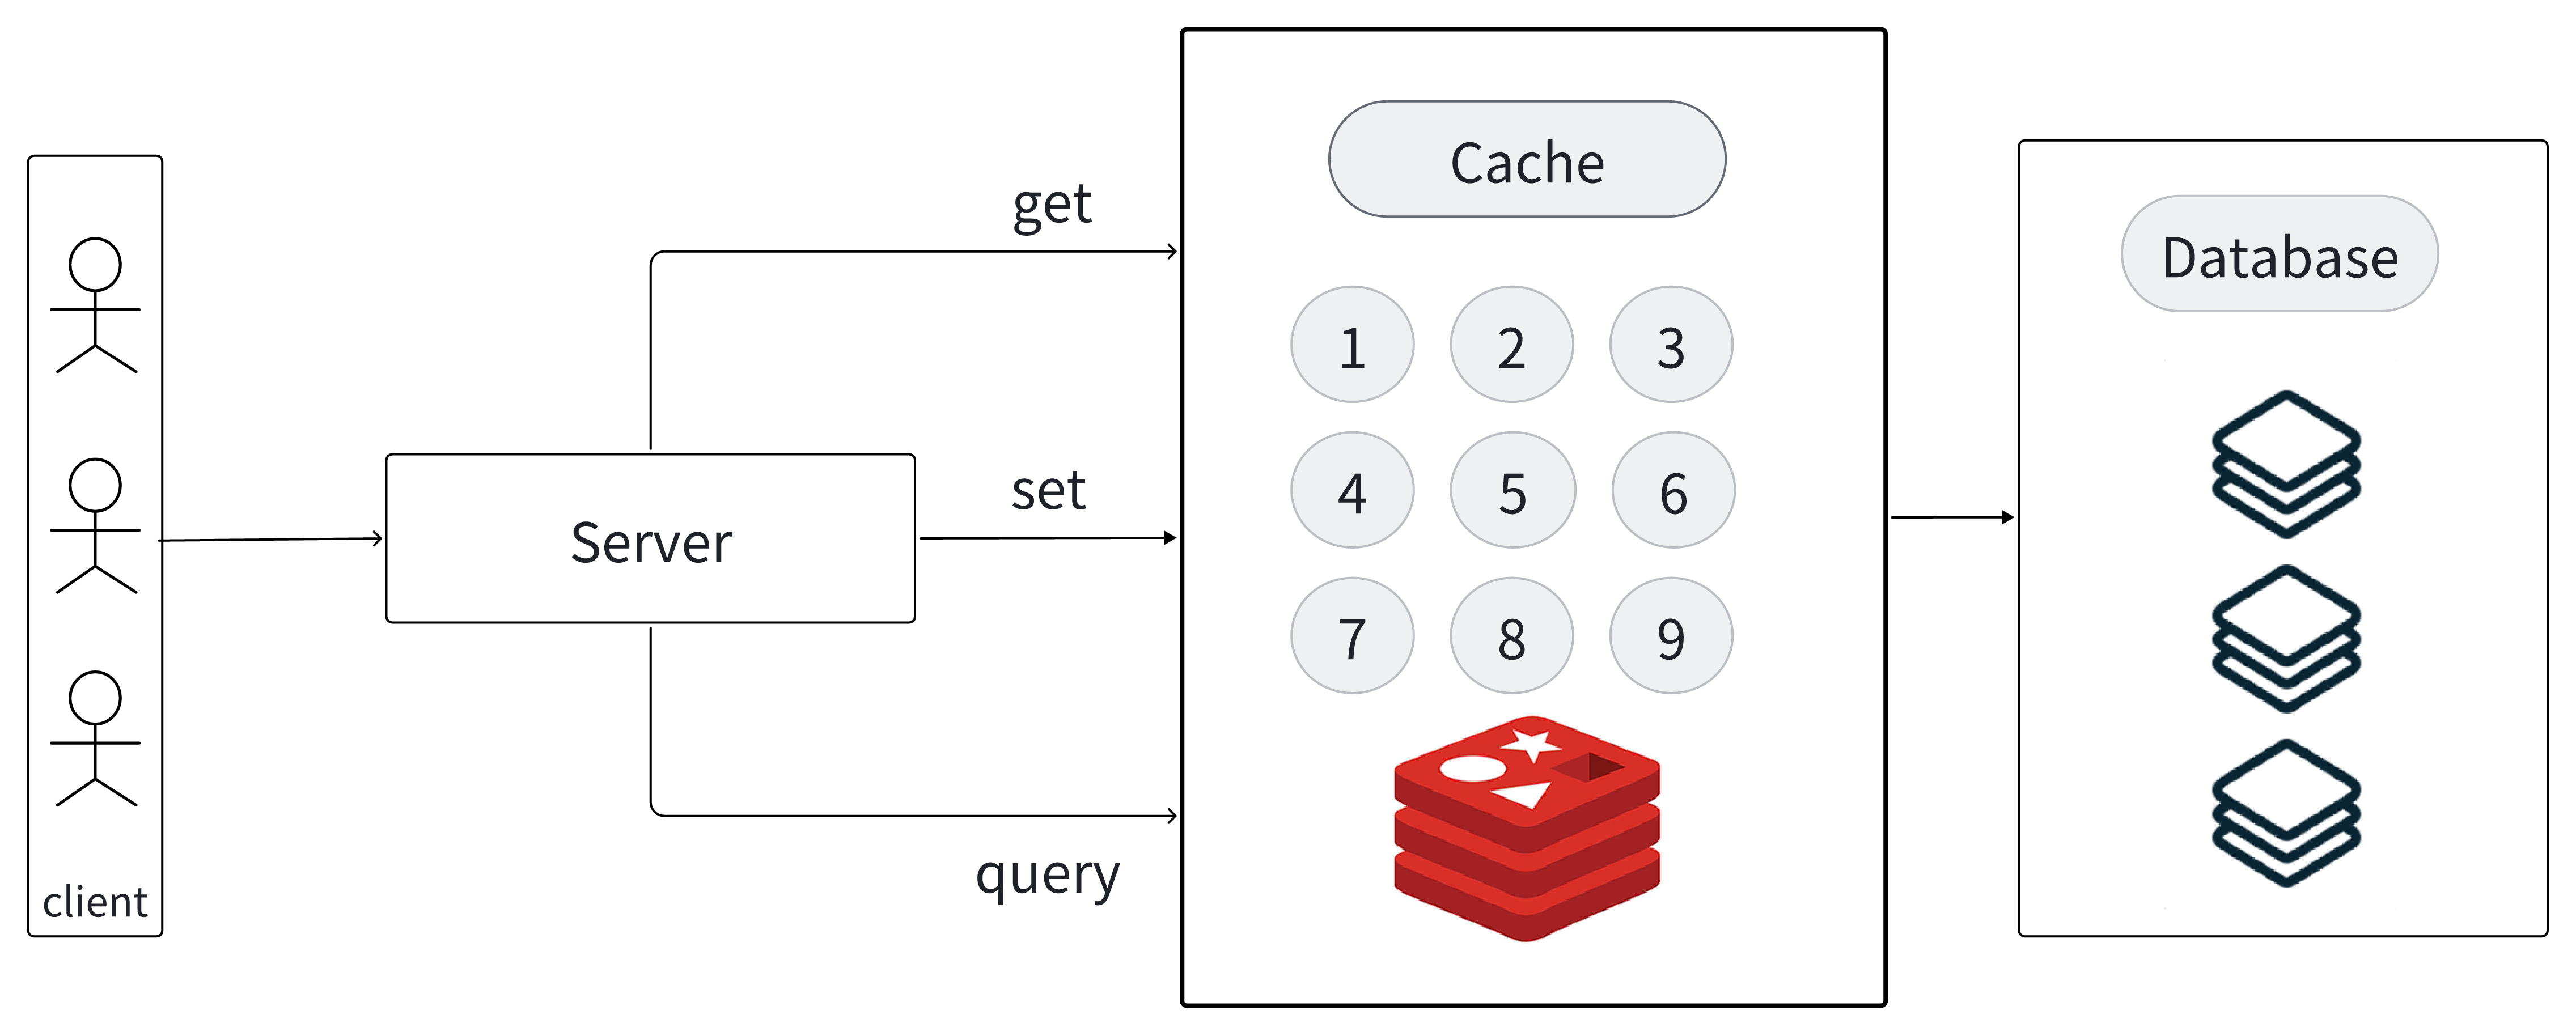 client
Server
get
set
query
Cache
1 2 3
4 5 6
7 8 9
Database